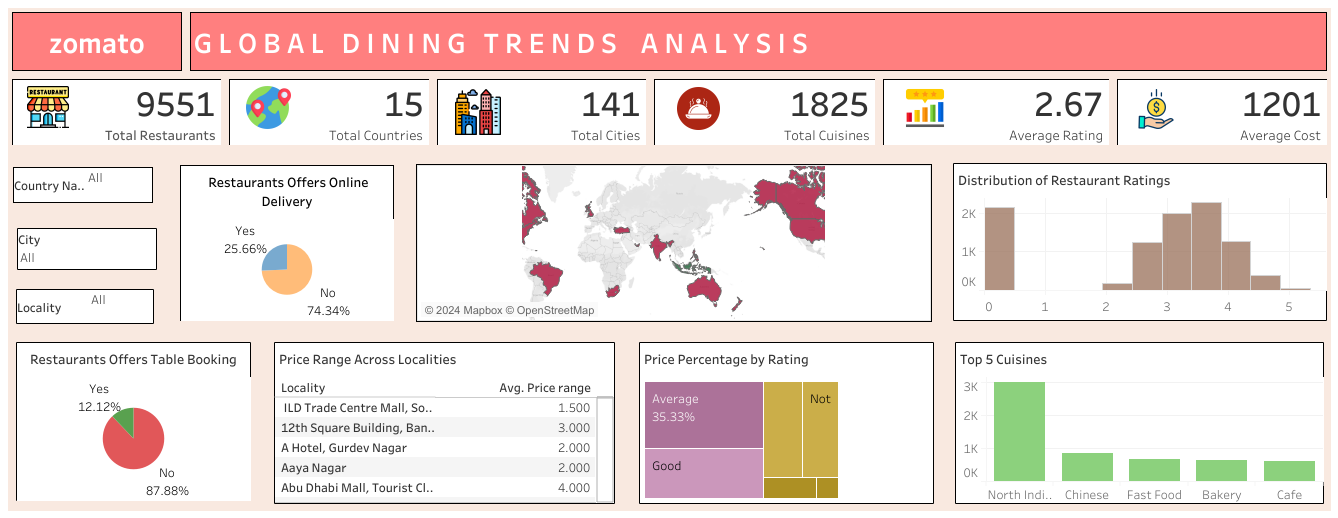 zomato
GLOBAL DINING TRENDS ANALYSIS
RESTAURANT
9551
Total Restaurants
15
Total Countries
141
Total Cities
1825
Total Cuisines
2.67
Average Rating
1201
Average Cost
Country Na.. All
City
All
Locality All
Restaurants Offers Online
Delivery
Yes
25.66%
No
74.34%
© 2024 Mapbox © OpenStreetMap
Distribution of Restaurant Ratings
2K
1K
0K
0 1 2 3 4 5
Restaurants Offers Table Booking
Yes
12.12%
No
87.88%
Price Range Across Localities
Locality Avg. Price range
ILD Trade Centre Mall, So.. 1.500
12th Square Building, Ban.. 3.000
A Hotel, Gurdev Nagar 2.000
Aaya Nagar 2.000
Abu Dhabi Mall, Tourist Cl.. 4.000
Price Percentage by Rating
Average
35.33%
Not
Good
Top 5 Cuisines
3K
2K
1K
0K
North Indi.. Chinese Fast Food Bakery Cafe